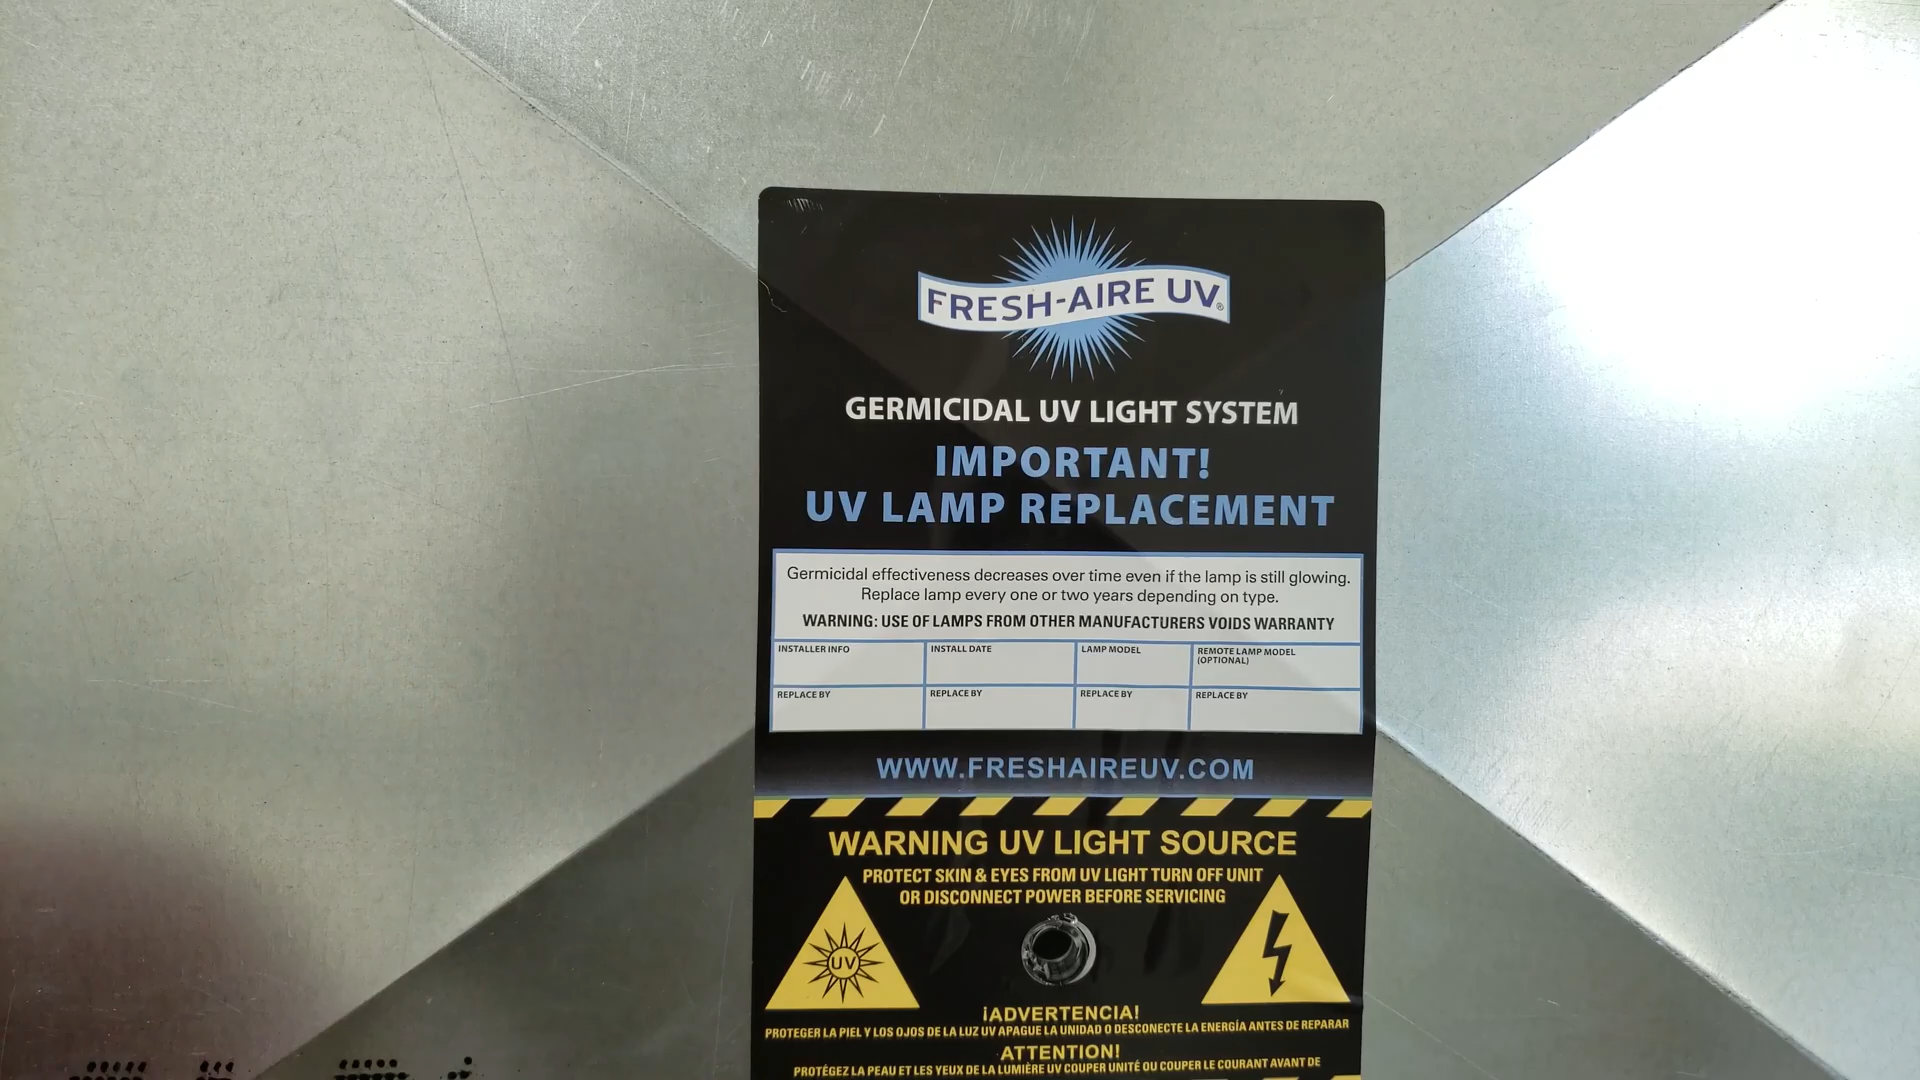 FRESH-AIRE UV®
GERMICIDAL UV LIGHT SYSTEM
IMPORTANT!
UV LAMP REPLACEMENT
Germicidal effectiveness decreases over time even if the lamp is still glowing.
Replace lamp every one or two years depending on type.
WARNING: USE OF LAMPS FROM OTHER MANUFACTURERS VOIDS WARRANTY
INSTALLER INFO
INSTALL DATE
LAMP MODEL
REMOTE LAMP MODEL
(OPTIONAL)
REPLACE BY
REPLACE BY
REPLACE BY
REPLACE BY
WWW.FRESHAIREUV.COM
WARNING UV LIGHT SOURCE
PROTECT SKIN & EYES FROM UV LIGHT TURN OFF UNIT
OR DISCONNECT POWER BEFORE SERVICING
UV
¡ADVERTENCIA!
PROTEGER LA PIEL Y LOS OJOS DE LA LUZ UV APAGUE LA UNIDAD O DESCONECTE LA ENERGÍA ANTES DE REPARAR
ATTENTION!
PROTÉGEZ LA PEAU ET LES YEUX DE LA LUMIÈRE UV COUPER UNITÉ OU COUPER LE COURANT AVANT DE